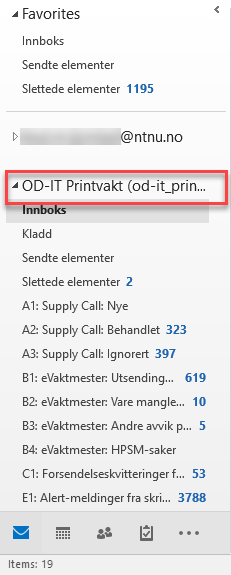 Favorites
Innboks
Sendte elementer
Slettede elementer 1195
@ntnu.no
OD-IT Printvakt (od-it_prin...
Innboks
Kladd
Sendte elementer
Slettede elementer 2
A1: Supply Call: Nye
A2: Supply Call: Behandlet 323
A3: Supply Call: Ignorert 397
B1: eVaktmester: Utsending... 619
B2: eVaktmester: Vare mangle... 10
B3: eVaktmester: Andre avvik p... 5
B4: eVaktmester: HPSM-saker
C1: Forsendelseskvitteringer f... 53
E1: Alert-meldinger fra skri... 3788
Items: 19